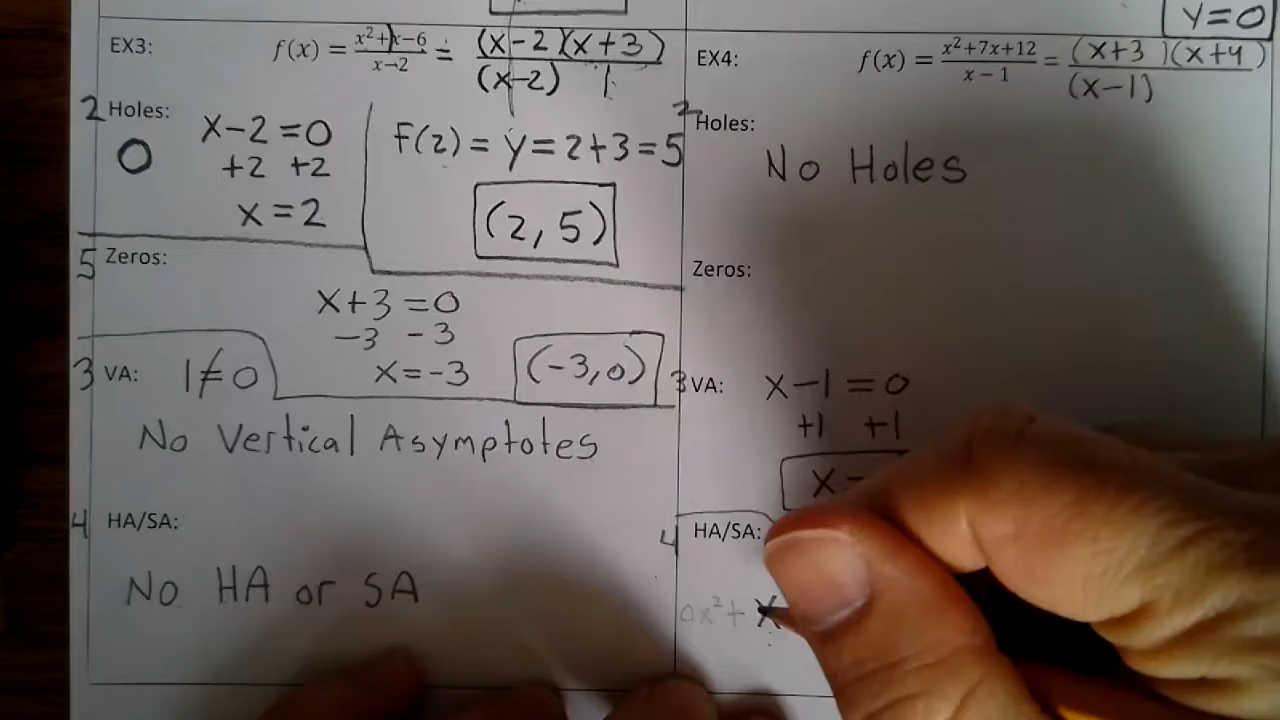 y=0
EX3: f(x) = x²+x-6 / x-2 = (x-2)(x+3) / (x-2) 1
2 Holes:
0
x-2=0
+2 +2
x=2
F(2) = y = 2+3 = 5
(2, 5)
5 Zeros:
x+3 =0
-3 -3
x=-3
(-3,0)
3 VA: 1≠0
No Vertical Asymptotes
4 HA/SA:
No HA or SA
EX4: f(x) = x²+7x+12 / x - 1 = (x+3)(x+4) / (x-1)
2 Holes:
No Holes
Zeros:
3 VA: x-1=0
+1 +1
x=
4 HA/SA:
0x²+ x